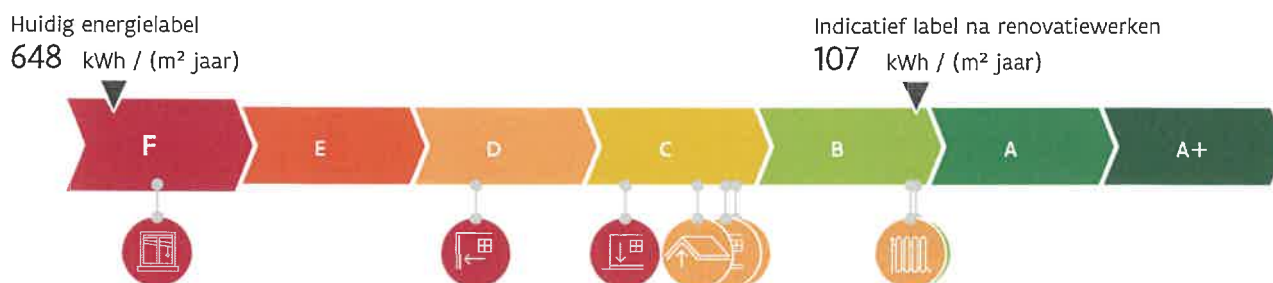 Huidig energielabel
648 kWh / (m² jaar)
Indicatief label na renovatiewerken
107 kWh / (m² jaar)
F E D C B A A+